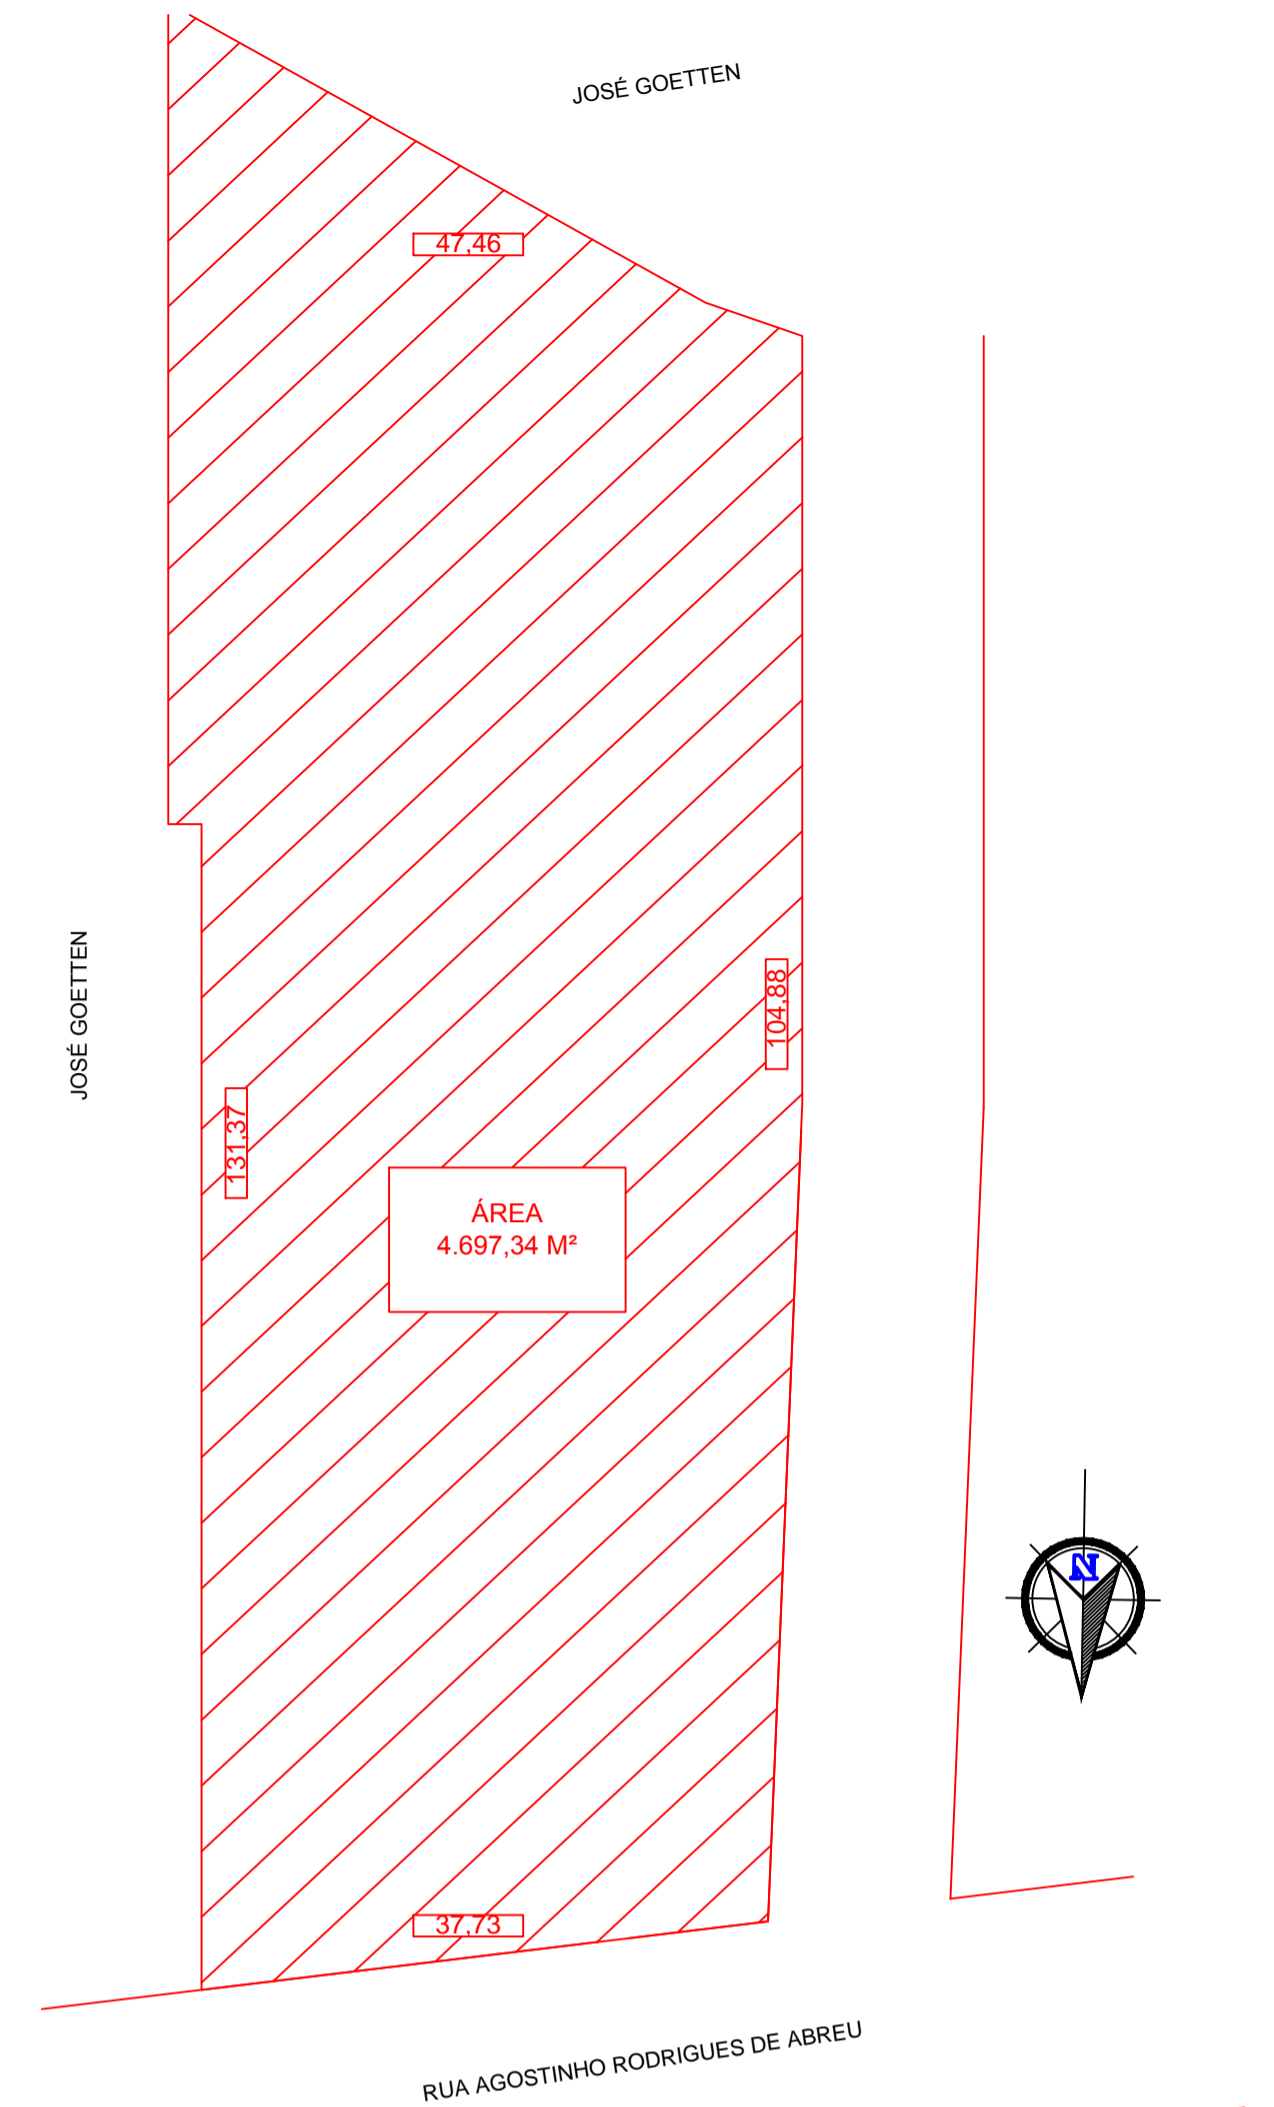 JOSÉ GOETTEN
47,46
JOSÉ GOETTEN
104,88
131,37
ÁREA
4.697,34 M²
N
37,73
RUA AGOSTINHO RODRIGUES DE ABREU